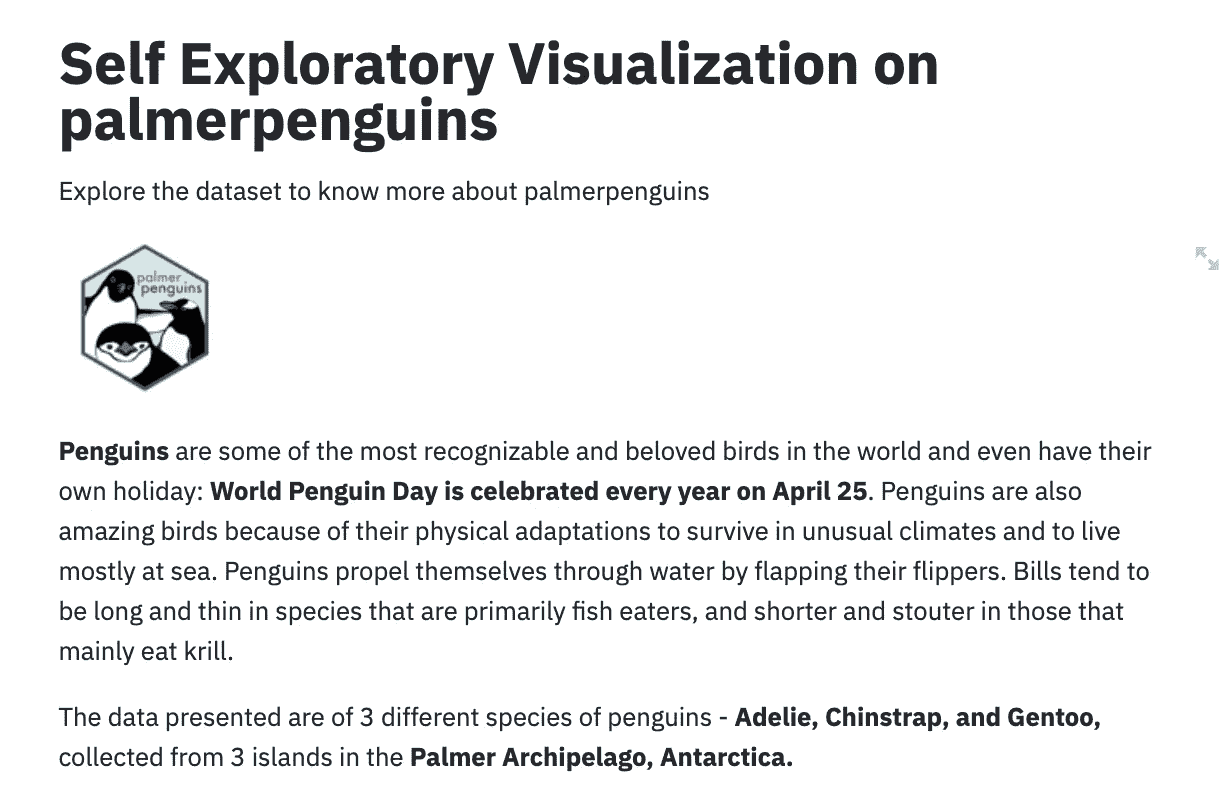 Self Exploratory Visualization on
palmerpenguins
Explore the dataset to know more about palmerpenguins
palmer
penguins
Penguins are some of the most recognizable and beloved birds in the world and even have their
own holiday: World Penguin Day is celebrated every year on April 25. Penguins are also
amazing birds because of their physical adaptations to survive in unusual climates and to live
mostly at sea. Penguins propel themselves through water by flapping their flippers. Bills tend to
be long and thin in species that are primarily fish eaters, and shorter and stouter in those that
mainly eat krill.
The data presented are of 3 different species of penguins - Adelie, Chinstrap, and Gentoo,
collected from 3 islands in the Palmer Archipelago, Antarctica.